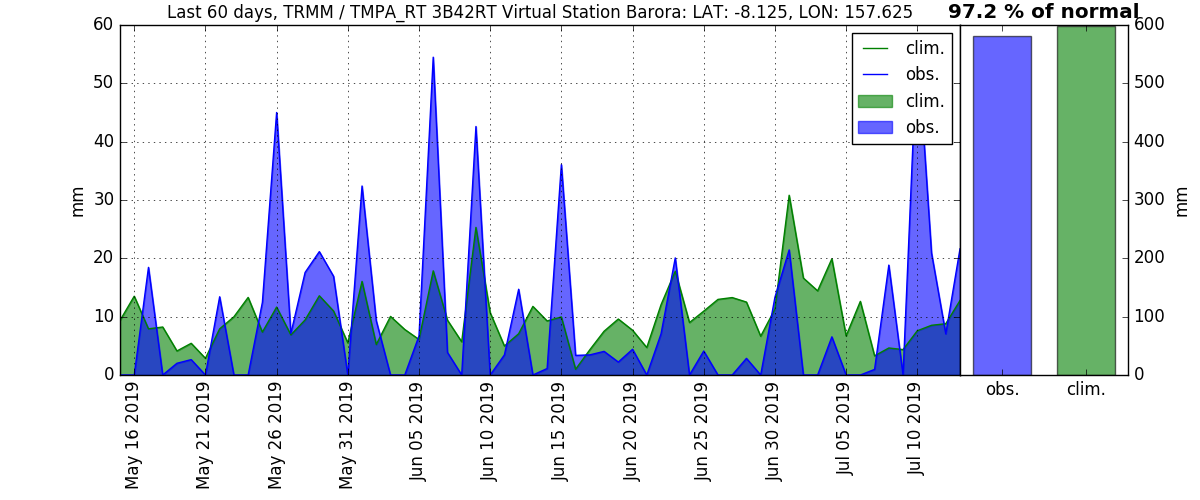 Last 60 days, TRMM / TMPA_RT 3B42RT Virtual Station Barora: LAT: -8.125, LON: 157.625
97.2 % of normal
60
50
40
30
20
10
0
mm
clim.
obs.
clim.
obs.
600
500
400
300
200
100
0
mm
May 16 2019
May 21 2019
May 26 2019
May 31 2019
Jun 05 2019
Jun 10 2019
Jun 15 2019
Jun 20 2019
Jun 25 2019
Jun 30 2019
Jul 05 2019
Jul 10 2019
obs.
clim.